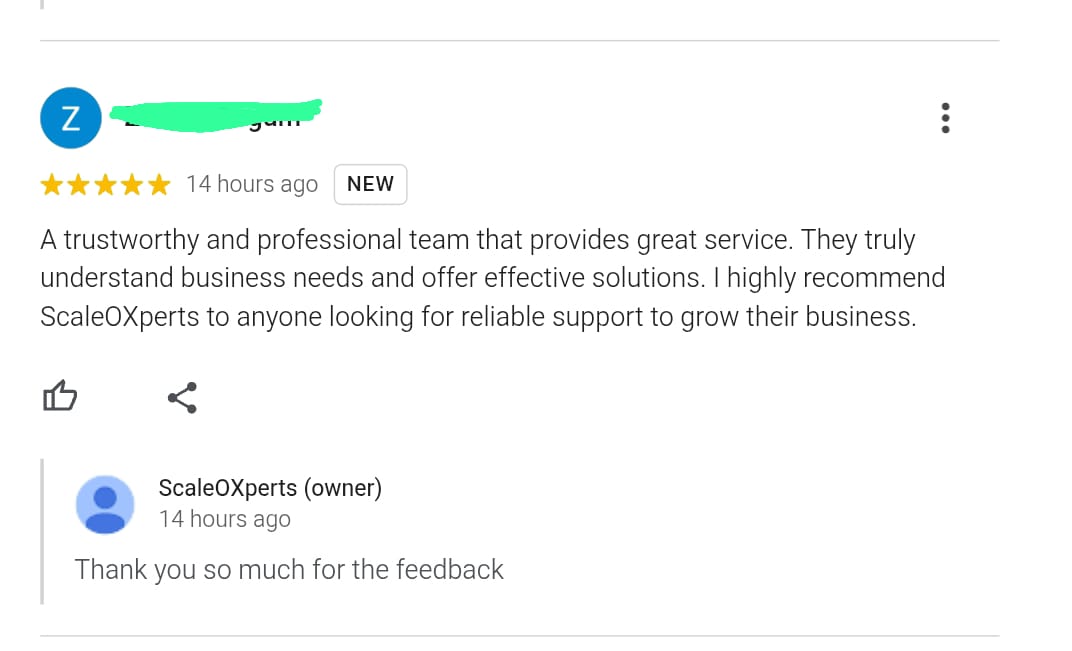 Z
14 hours ago NEW
A trustworthy and professional team that provides great service. They truly
understand business needs and offer effective solutions. I highly recommend
ScaleOXperts to anyone looking for reliable support to grow their business.
ScaleOXperts (owner)
14 hours ago
Thank you so much for the feedback